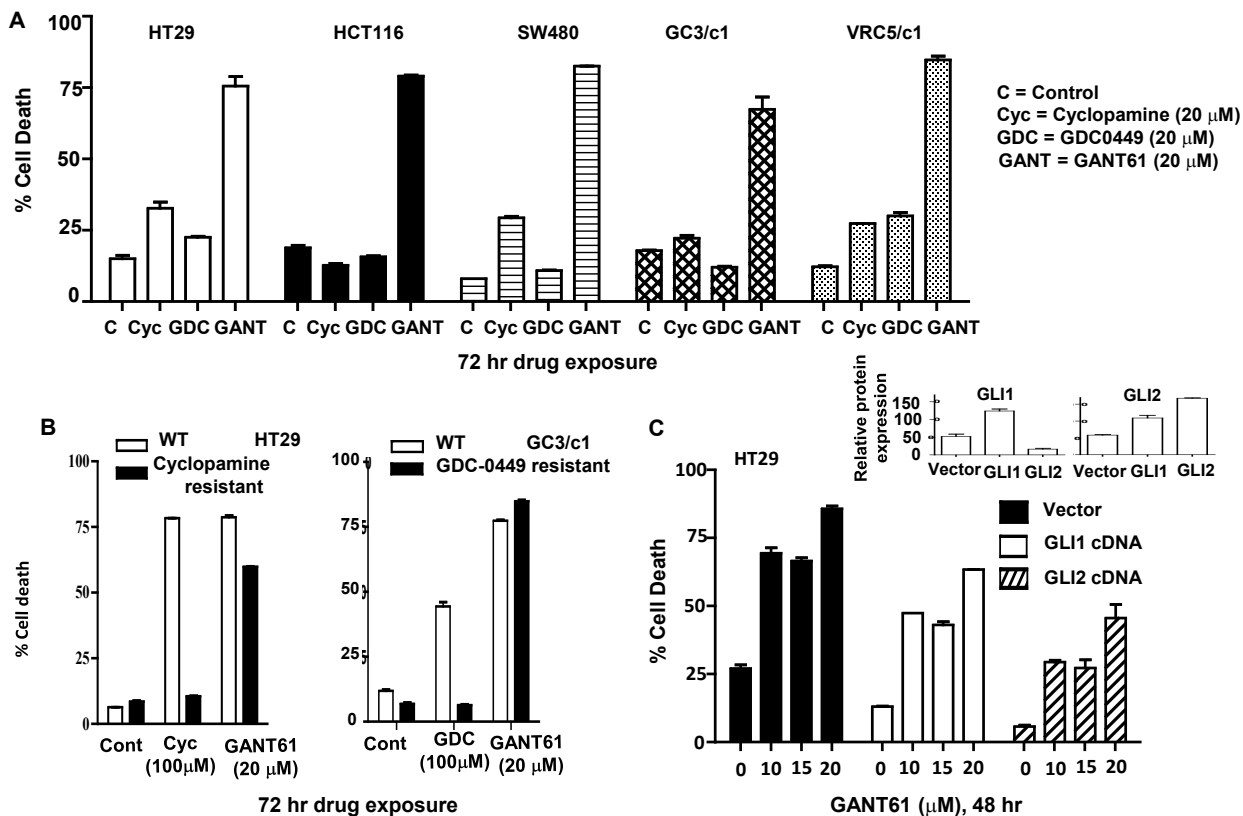 A
100
75
50
25
0
% Cell Death
HT29
HCT116
SW480
GC3/c1
VRC5/c1
C Cyc GDC GANT C Cyc GDC GANT C Cyc GDC GANT C Cyc GDC GANT C Cyc GDC GANT
72 hr drug exposure
C = Control
Cyc = Cyclopamine (20 μM)
GDC = GDC0449 (20 μM)
GANT = GANT61 (20 μM)
B
WT HT29
Cyclopamine
resistant
100
75
50
25
0
% Cell death
Cont Cyc GANT61
(100μM) (20 μM)
WT GC3/c1
GDC-0449 resistant
100
75
50
25
0
Cont GDC GANT61
(100μM) (20 μM)
72 hr drug exposure
C
Relative protein
expression
150
100
50
0
GLI1
Vector GLI1 GLI2
GLI2
Vector GLI1 GLI2
HT29
Vector
GLI1 cDNA
GLI2 cDNA
100
75
50
25
0
% Cell Death
0 10 15 20 0 10 15 20 0 10 15 20
GANT61 (μM), 48 hr